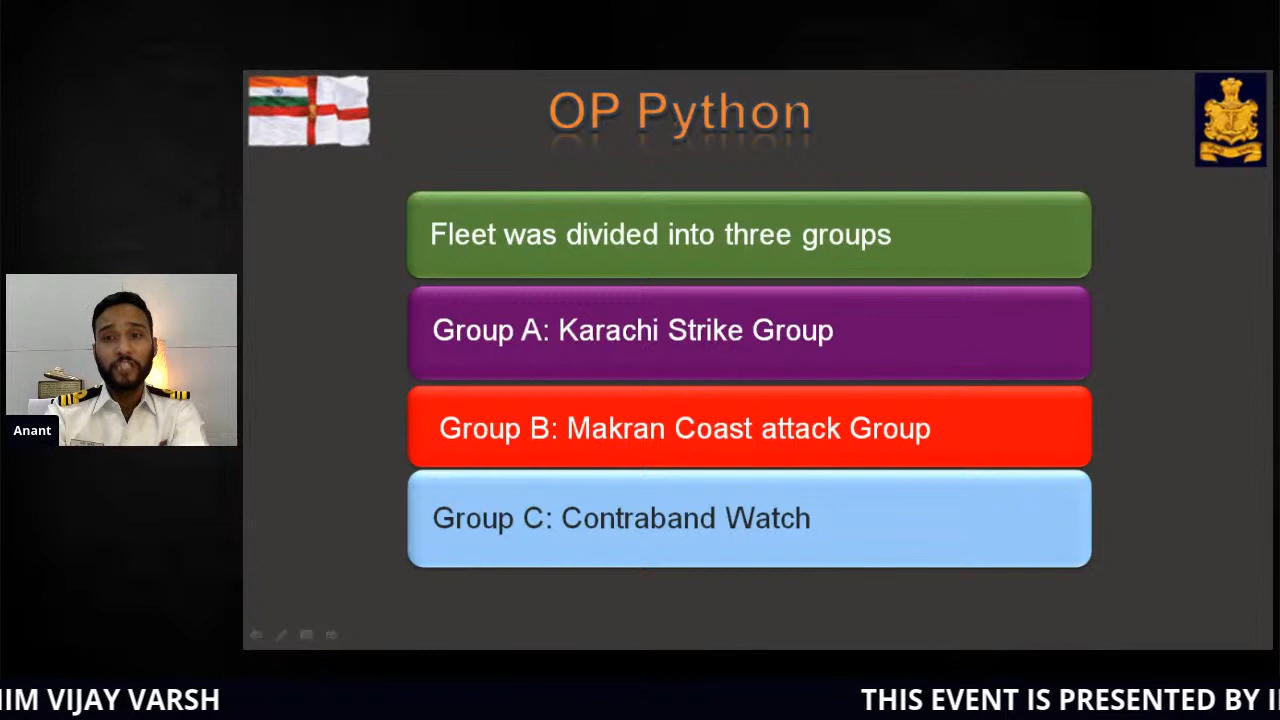 OP Python
Fleet was divided into three groups
Group A: Karachi Strike Group
Group B: Makran Coast attack Group
Group C: Contraband Watch
Anant
VIJAY VARSH
THIS EVENT IS PRESENTED BY